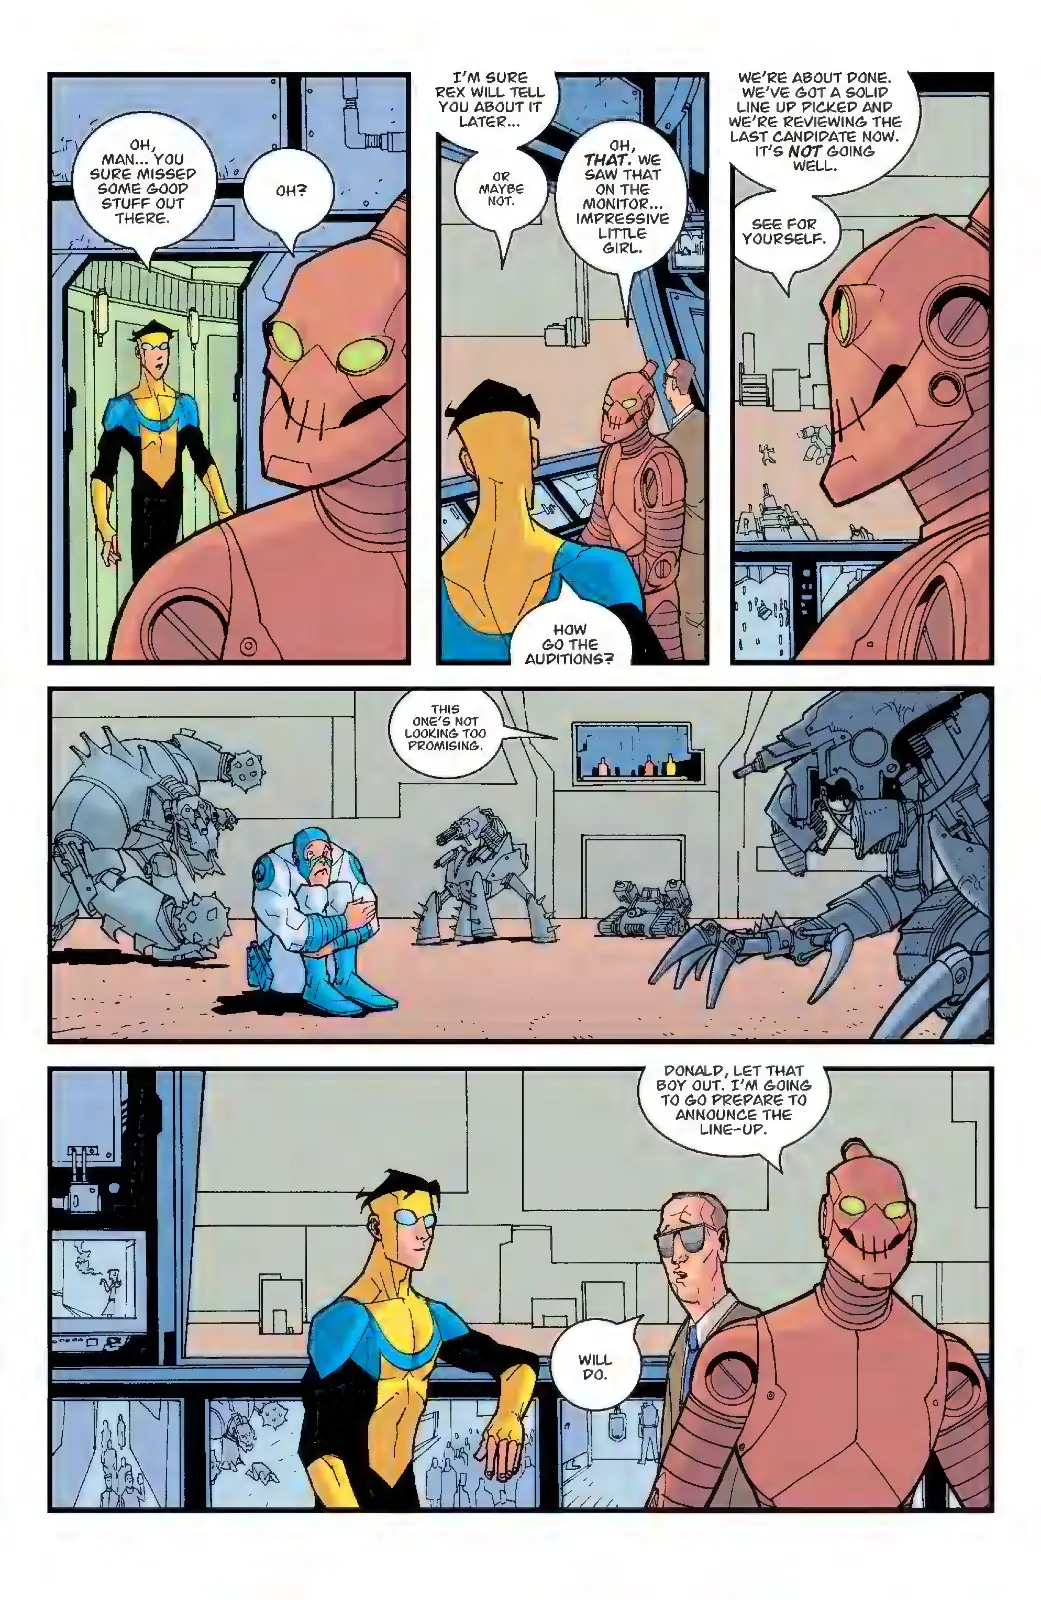 OH,
MAN... YOU
SURE MISSED
SOME GOOD
STUFF OUT
THERE.
OH?
I'M SURE
REX WILL TELL
YOU ABOUT IT
LATER...
OR
MAYBE
NOT.
OH,
THAT. WE
SAW THAT
ON THE
MONITOR...
IMPRESSIVE
LITTLE
GIRL.
HOW
GO THE
AUDITIONS?
WE'RE ABOUT DONE.
WE'VE GOT A SOLID
LINE UP PICKED AND
WE'RE REVIEWING THE
LAST CANDIDATE NOW.
IT'S NOT GOING
WELL.
SEE FOR
YOURSELF.
THIS
ONE'S NOT
LOOKING TOO
PROMISING.
DONALD, LET THAT
BOY OUT. I'M GOING
TO GO PREPARE TO
ANNOUNCE THE
LINE-UP.
WILL
DO.